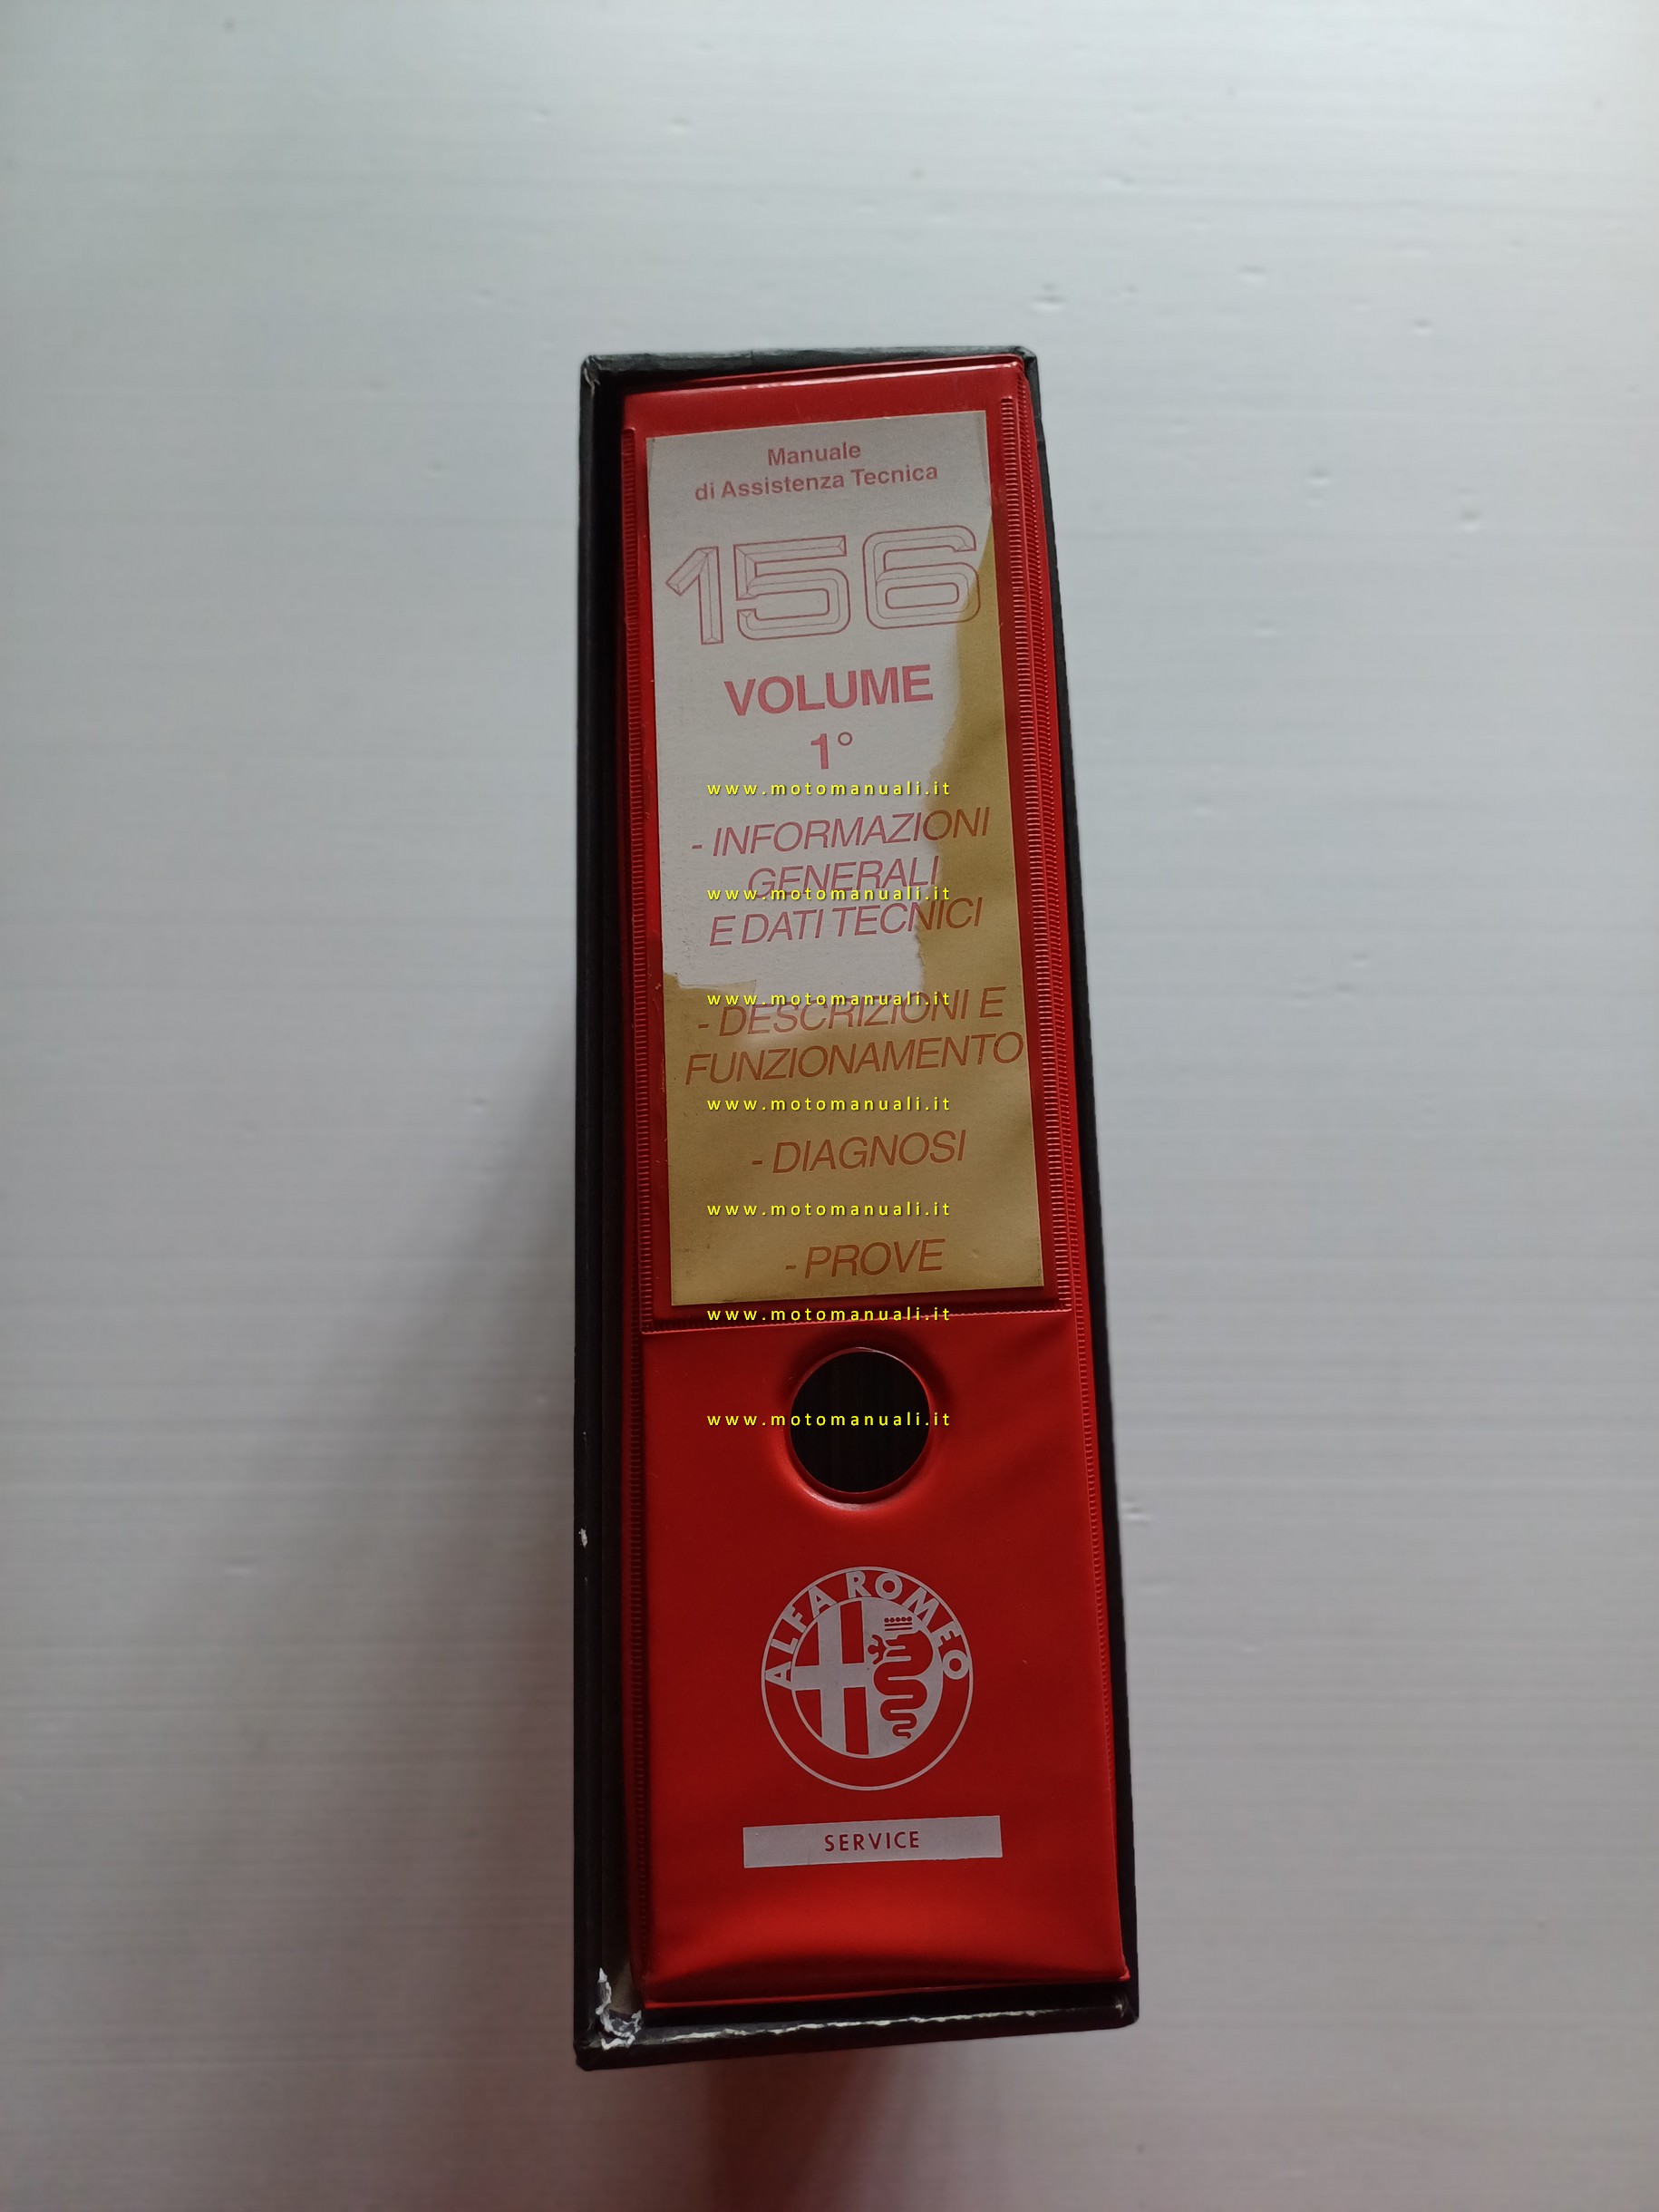 Manuale
di Assistenza Tecnica
156
VOLUME
1°
www.motomanuali.it
- INFORMAZIONI
GENERALI
www.motomanuali.it
E DATI TECNICI
www.motomanuali.it
- DESCRIZIONI E
FUNZIONAMENTO
www.motomanuali.it
- DIAGNOSI
www.motomanuali.it
- PROVE
www.motomanuali.it
www.motomanuali.it
ALFA ROMEO
SERVICE